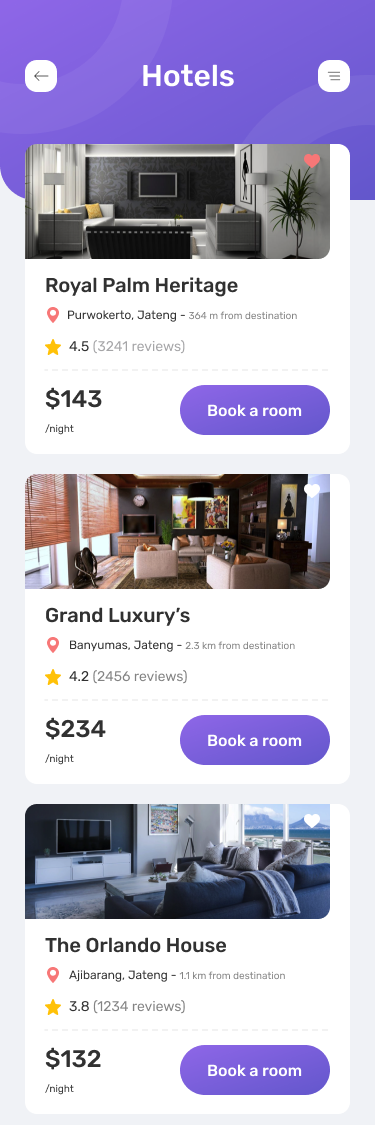 Hotels
Royal Palm Heritage
Purwokerto, Jateng - 364 m from destination
4.5 (3241 reviews)
$143
/night
Book a room
Grand Luxury’s
Banyumas, Jateng - 2.3 km from destination
4.2 (2456 reviews)
$234
/night
Book a room
The Orlando House
Ajibarang, Jateng - 1.1 km from destination
3.8 (1234 reviews)
$132
/night
Book a room